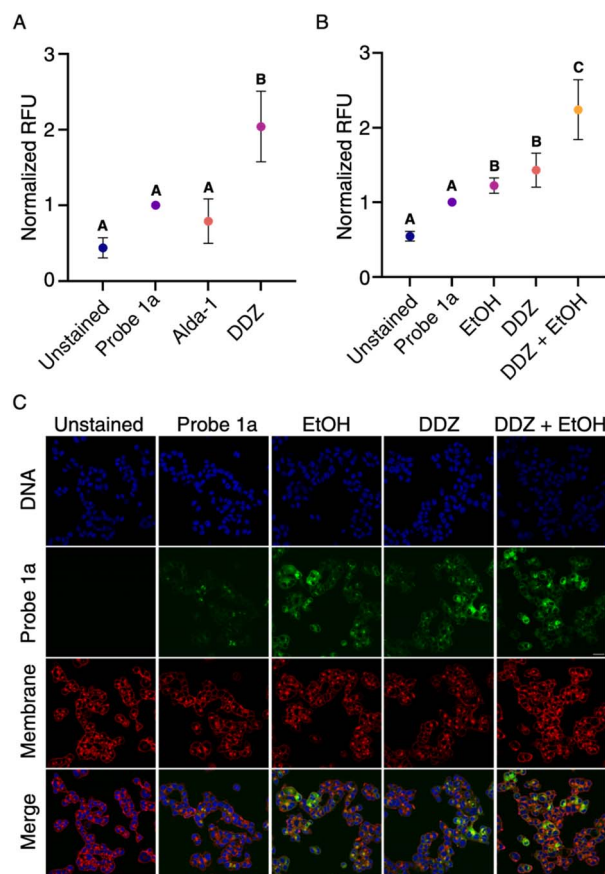 A
Normalized RFU
3
2
1
0
A
A
A
B
Unstained
Probe 1a
Alda-1
DDZ
B
Normalized RFU
3
2
1
0
A
A
B
B
C
Unstained
Probe 1a
EtOH
DDZ
DDZ + EtOH
C
Unstained Probe 1a EtOH DDZ DDZ + EtOH
DNA
Probe 1a
Membrane
Merge